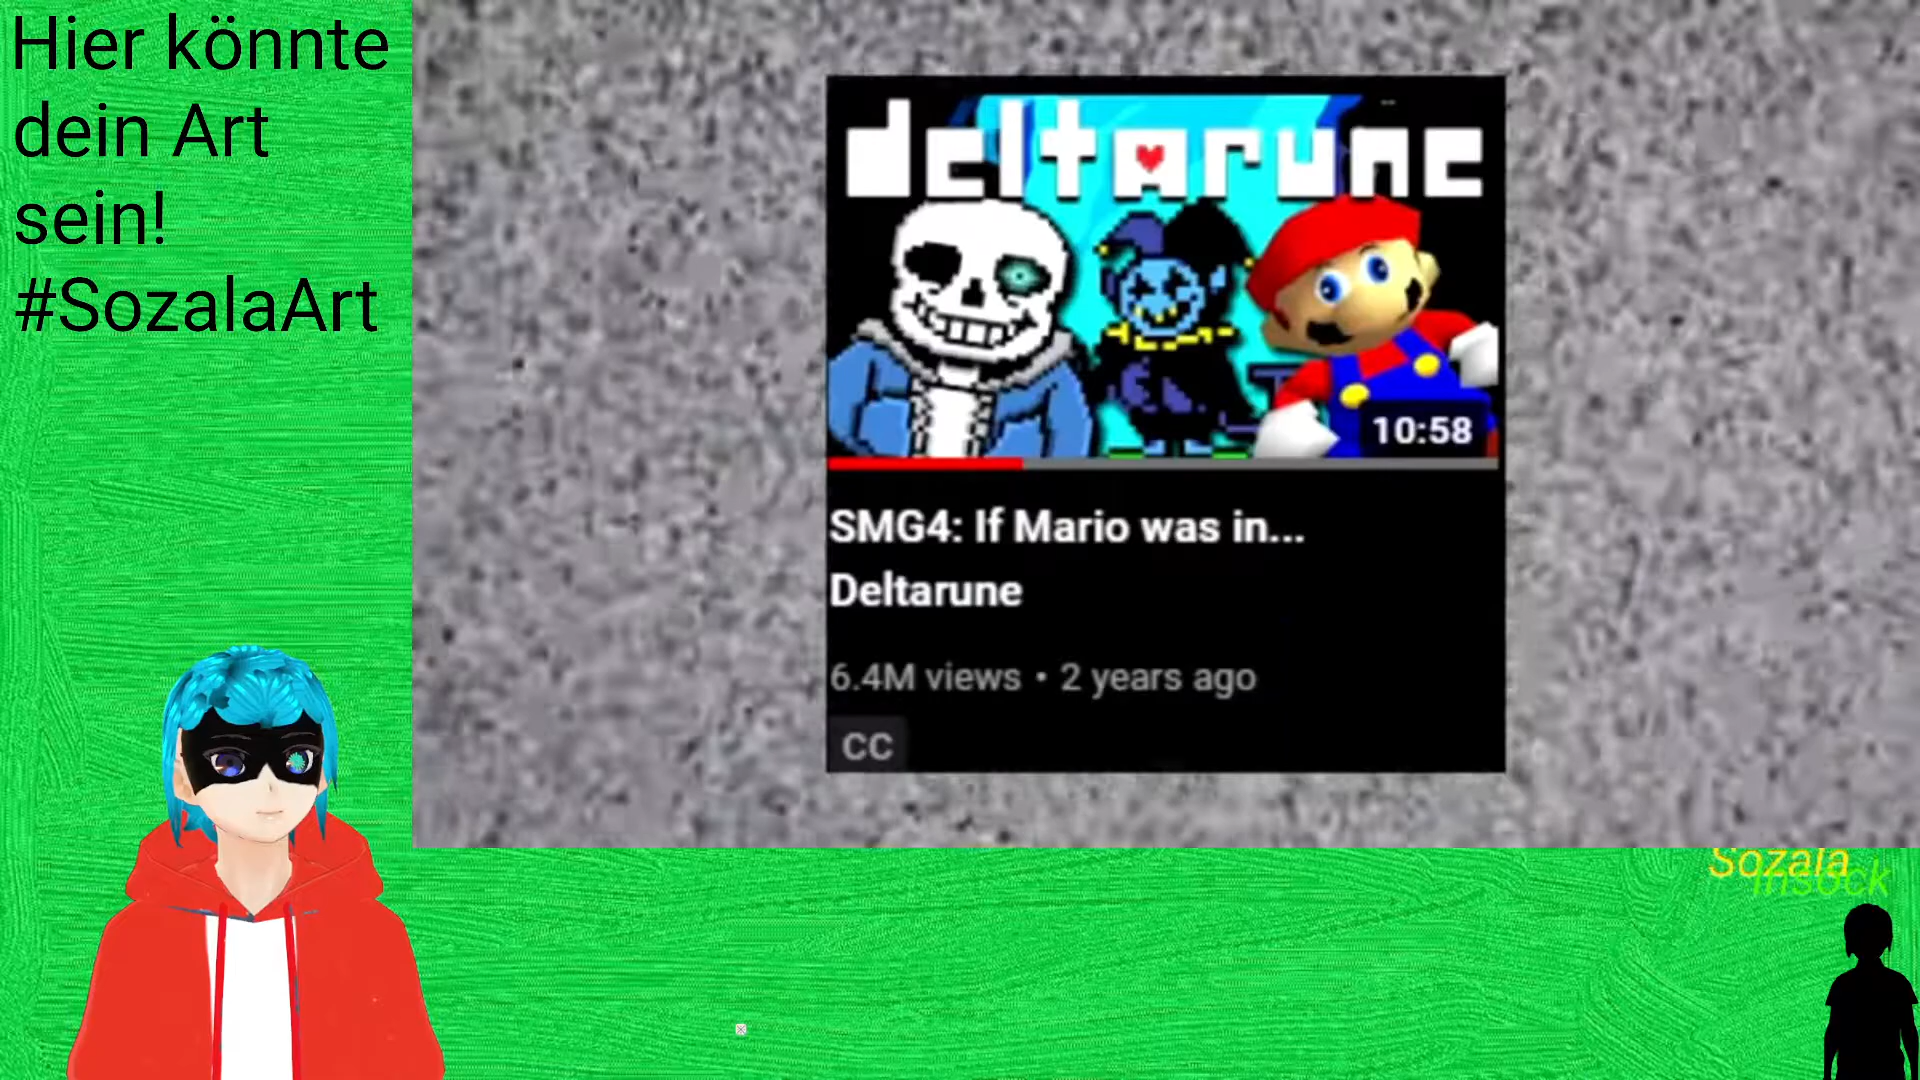 Hier könnte
dein Art
sein!
#SozalaArt
deltarune
10:58
SMG4: If Mario was in...
Deltarune
6.4M views • 2 years ago
CC
Sozala